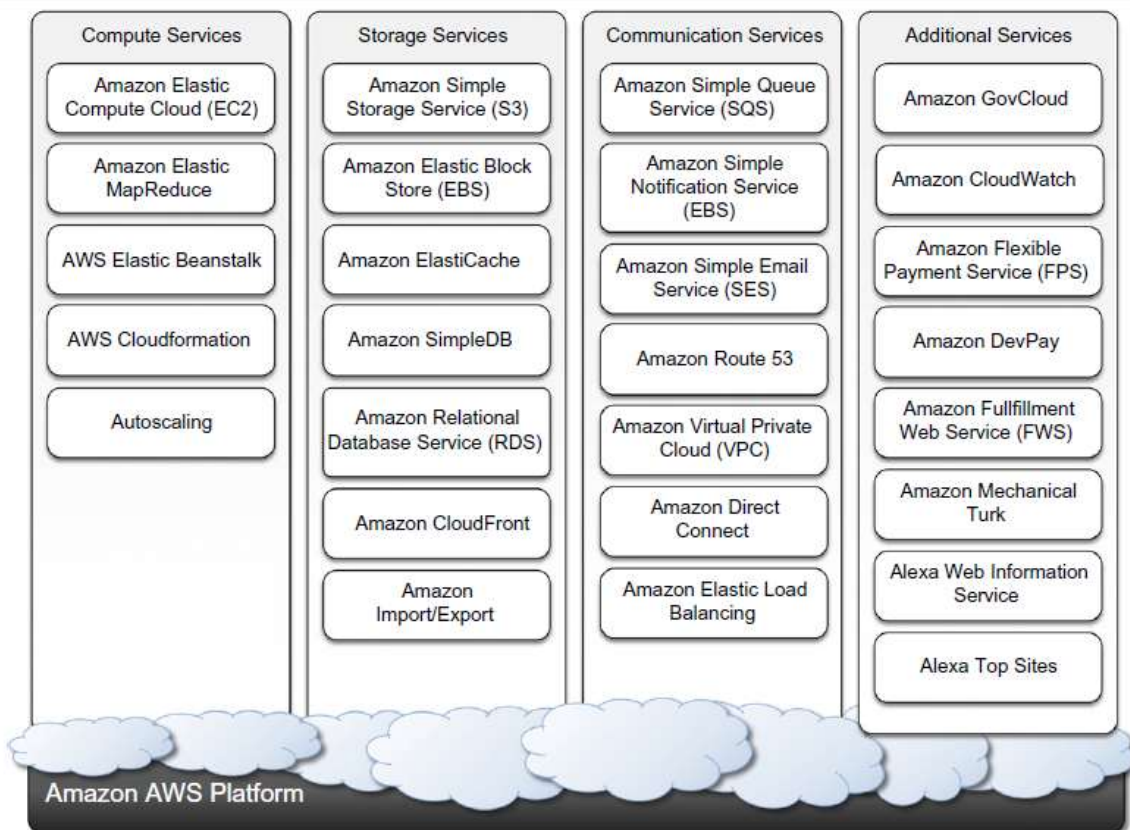 Compute Services
Amazon Elastic
Compute Cloud (EC2)
Amazon Elastic
MapReduce
AWS Elastic Beanstalk
AWS Cloudformation
Autoscaling
Storage Services
Amazon Simple
Storage Service (S3)
Amazon Elastic Block
Store (EBS)
Amazon ElastiCache
Amazon SimpleDB
Amazon Relational
Database Service (RDS)
Amazon CloudFront
Amazon
Import/Export
Communication Services
Amazon Simple Queue
Service (SQS)
Amazon Simple
Notification Service
(EBS)
Amazon Simple Email
Service (SES)
Amazon Route 53
Amazon Virtual Private
Cloud (VPC)
Amazon Direct
Connect
Amazon Elastic Load
Balancing
Additional Services
Amazon GovCloud
Amazon CloudWatch
Amazon Flexible
Payment Service (FPS)
Amazon DevPay
Amazon Fullfillment
Web Service (FWS)
Amazon Mechanical
Turk
Alexa Web Information
Service
Alexa Top Sites
Amazon AWS Platform